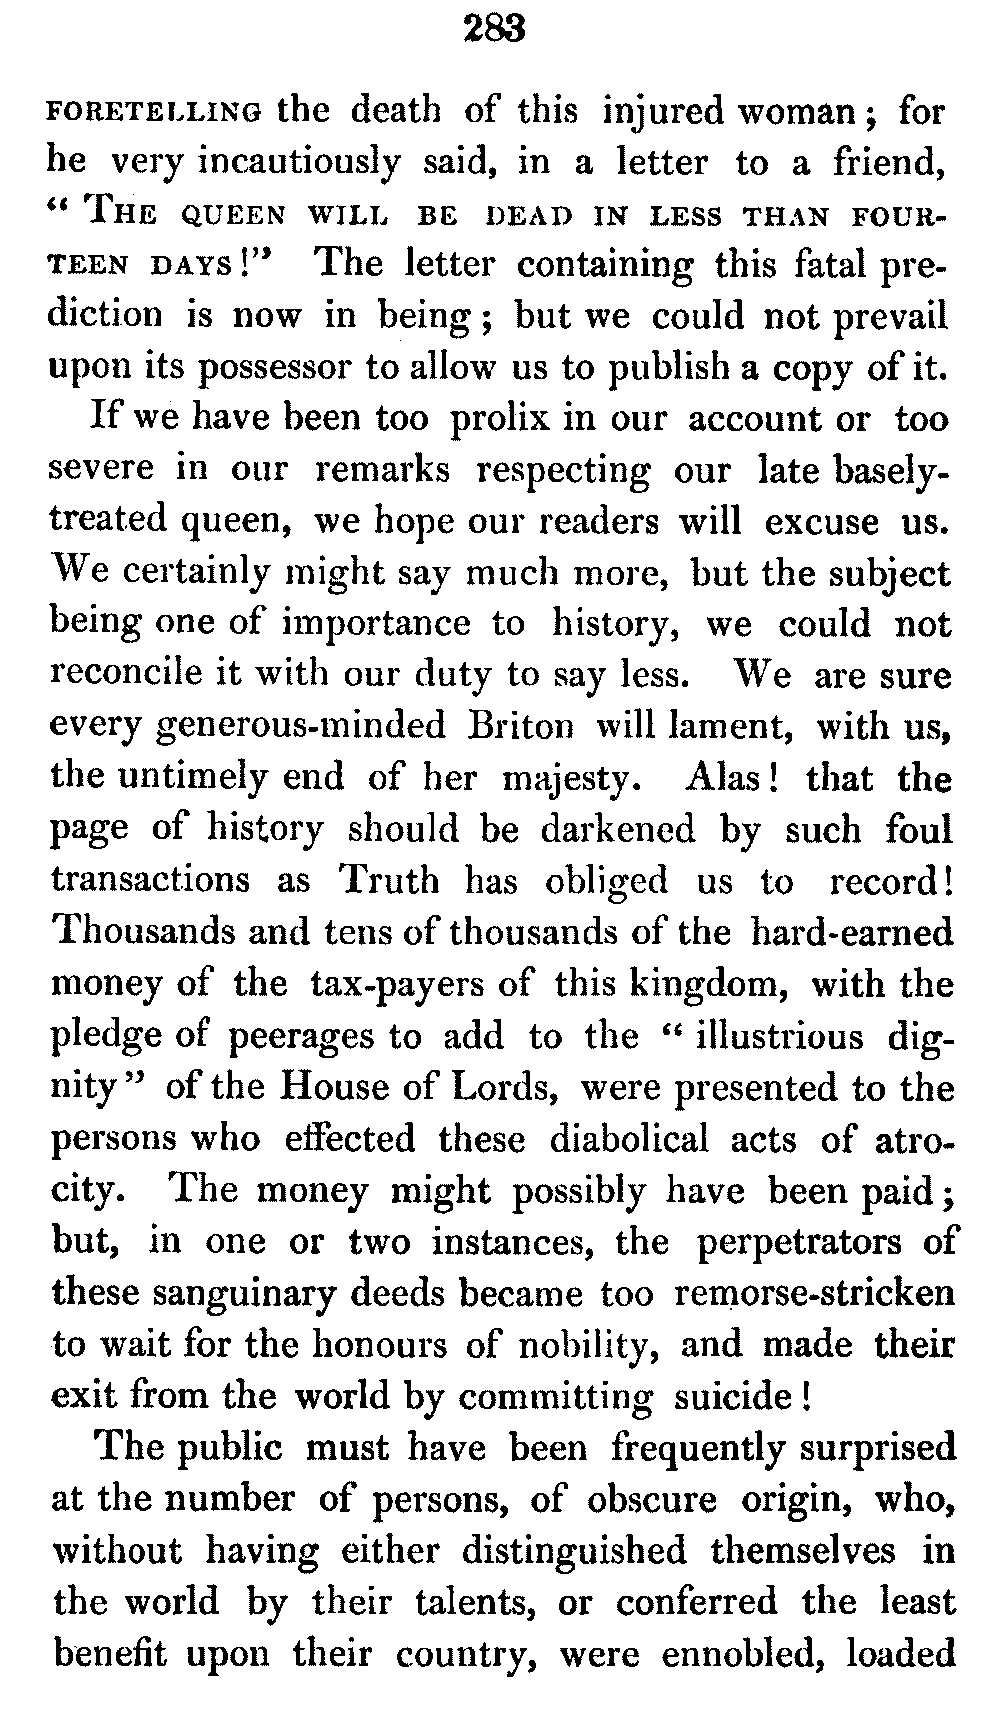 283
FORETELLING the death of this injured woman; for
he very incautiously said, in a letter to a friend,
“ THE QUEEN WILL BE DEAD IN LESS THAN FOUR-
TEEN DAYS!” The letter containing this fatal pre-
diction is now in being; but we could not prevail
upon its possessor to allow us to publish a copy of it.
If we have been too prolix in our account or too
severe in our remarks respecting our late basely-
treated queen, we hope our readers will excuse us.
We certainly might say much more, but the subject
being one of importance to history, we could not
reconcile it with our duty to say less. We are sure
every generous-minded Briton will lament, with us,
the untimely end of her majesty. Alas! that the
page of history should be darkened by such foul
transactions as Truth has obliged us to record!
Thousands and tens of thousands of the hard-earned
money of the tax-payers of this kingdom, with the
pledge of peerages to add to the “ illustrious dig-
nity” of the House of Lords, were presented to the
persons who effected these diabolical acts of atro-
city. The money might possibly have been paid;
but, in one or two instances, the perpetrators of
these sanguinary deeds became too remorse-stricken
to wait for the honours of nobility, and made their
exit from the world by committing suicide!
The public must have been frequently surprised
at the number of persons, of obscure origin, who,
without having either distinguished themselves in
the world by their talents, or conferred the least
benefit upon their country, were ennobled, loaded